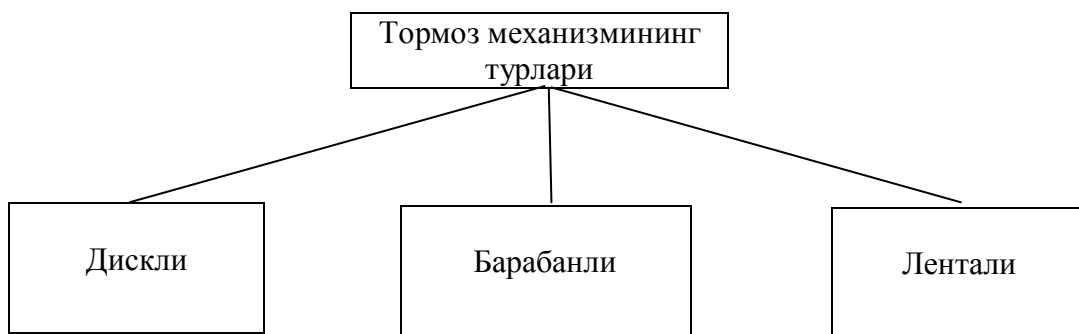 Тормоз механизмининг
турлари
Дискли
Барабанли
Лентали